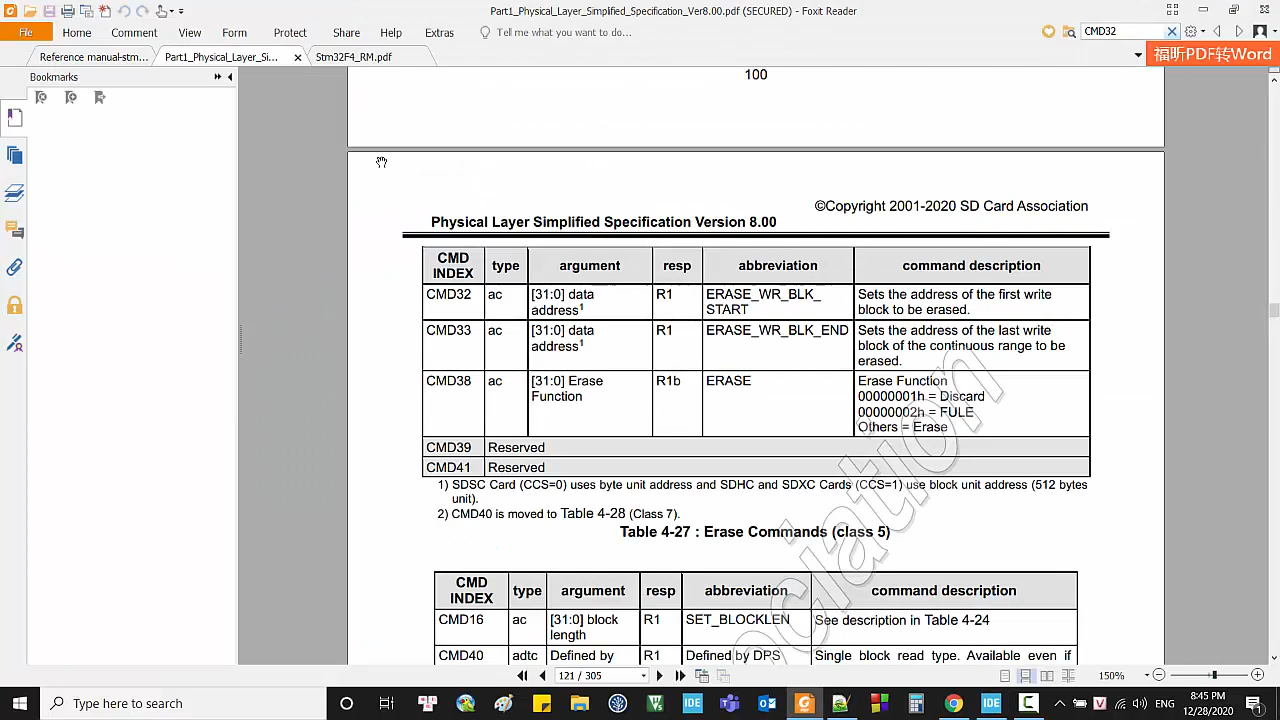 Part1_Physical_Layer_Simplified_Specification_Ver8.00.pdf (SECURED) - Foxit Reader
File Home Comment View Form Protect Share Help Extras Tell me what you want to do...
CMD32
Reference manual-stm... Part1_Physical_Layer_Si... Stm32F4_RM.pdf
福昕PDF转Word
Bookmarks
100
©Copyright 2001-2020 SD Card Association
Physical Layer Simplified Specification Version 8.00
CMD INDEX type argument resp abbreviation command description
CMD32 ac [31:0] data address1 R1 ERASE_WR_BLK_START Sets the address of the first write block to be erased.
CMD33 ac [31:0] data address1 R1 ERASE_WR_BLK_END Sets the address of the last write block of the continuous range to be erased.
CMD38 ac [31:0] Erase Function R1b ERASE Erase Function
00000001h = Discard
00000002h = FULE
Others = Erase
CMD39 Reserved
CMD41 Reserved
1) SDSC Card (CCS=0) uses byte unit address and SDHC and SDXC Cards (CCS=1) use block unit address (512 bytes
unit).
2) CMD40 is moved to Table 4-28 (Class 7).
Table 4-27 : Erase Commands (class 5)
CMD INDEX type argument resp abbreviation command description
CMD16 ac [31:0] block length R1 SET_BLOCKLEN See description in Table 4-24
CMD40 adtc Defined by R1 Defined by DPS Single block read type. Available even if
121 / 305
150%
Type here to search
IDE
IDE
ENG
8:45 PM
12/28/2020